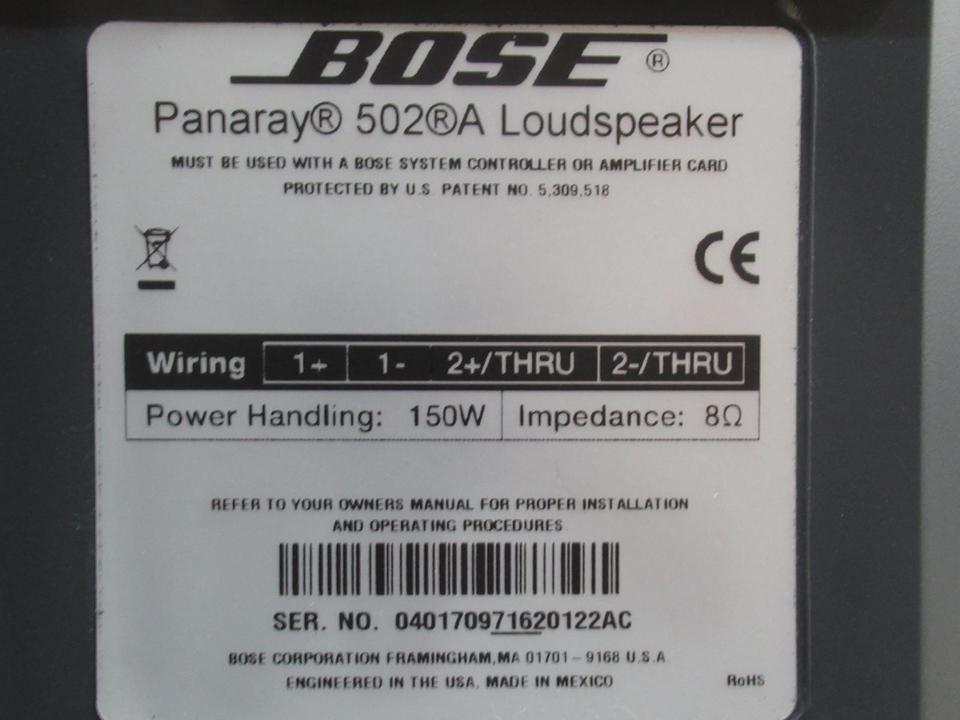 BOSE®
Panaray® 502®A Loudspeaker
MUST BE USED WITH A BOSE SYSTEM CONTROLLER OR AMPLIFIER CARD
PROTECTED BY U.S. PATENT NO. 5,309,518
CE
Wiring 1+ 1- 2+/THRU 2-/THRU
Power Handling: 150W Impedance: 8Ω
REFER TO YOUR OWNERS MANUAL FOR PROPER INSTALLATION
AND OPERATING PROCEDURES.
SER. NO. 040170971620122AC
BOSE CORPORATION FRAMINGHAM,MA 01701-9168 U.S.A
ENGINEERED IN THE USA, MADE IN MEXICO
RoHS